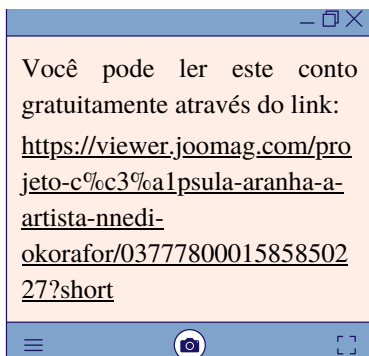 Você pode ler este conto
gratuitamente através do link:
https://viewer.joomag.com/pro
jeto-c%c3%a1psula-aranha-a-
artista-nnedi-
okorafor/03777800015858502
27?short